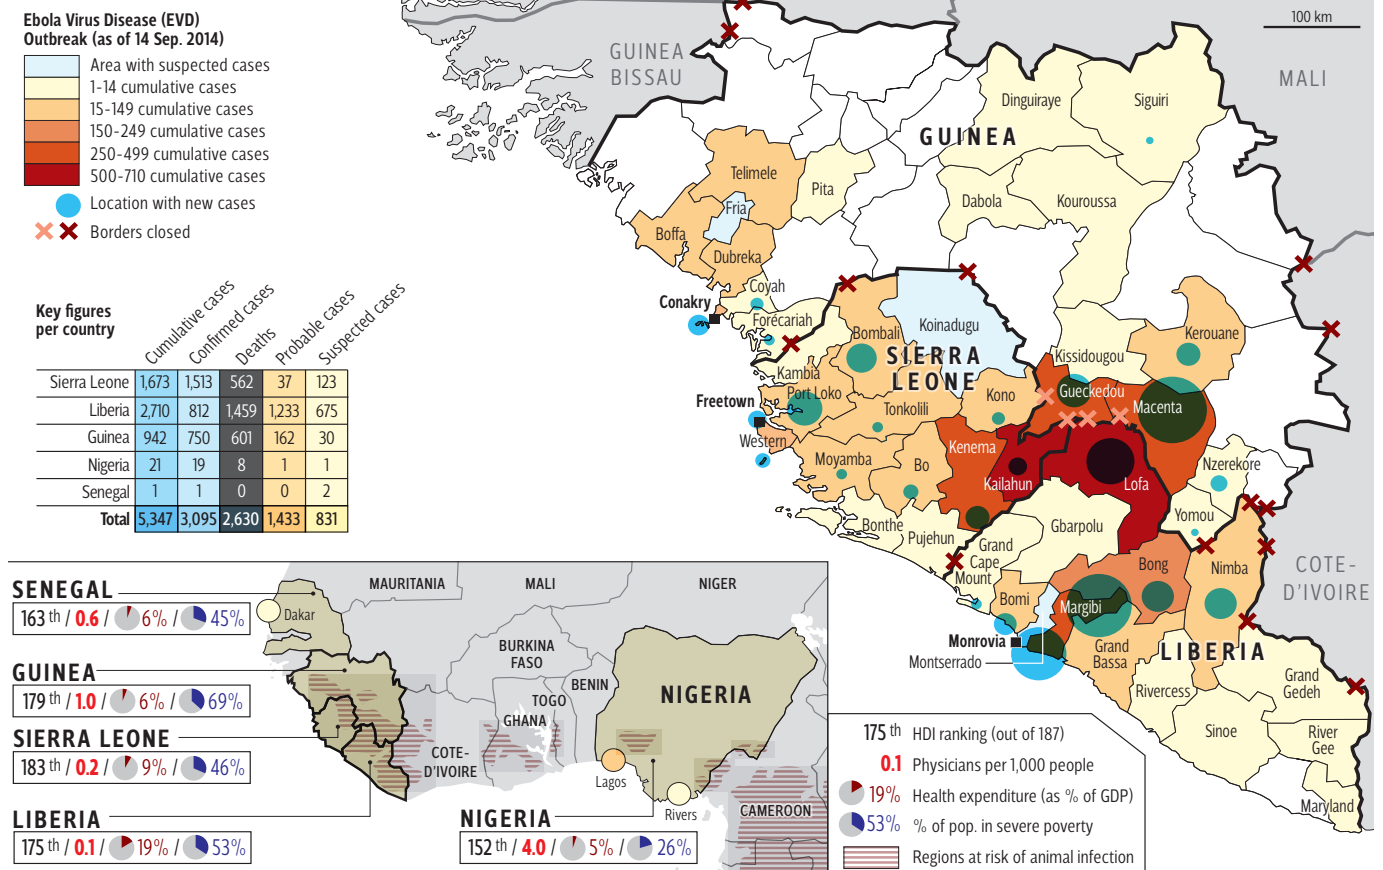 Ebola Virus Disease (EVD)
Outbreak (as of 14 Sep. 2014)
Area with suspected cases
1-14 cumulative cases
15-149 cumulative cases
150-249 cumulative cases
250-499 cumulative cases
500-710 cumulative cases
Location with new cases
Borders closed
Key figures
per country
Cumulative cases
Confirmed cases
Deaths
Probable cases
Suspected cases
Sierra Leone 1,673 1,513 562 37 123
Liberia 2,710 812 1,459 1,233 675
Guinea 942 750 601 162 30
Nigeria 21 19 8 1 1
Senegal 1 1 0 0 2
Total 5,347 3,095 2,630 1,433 831
100 km
GUINEA
BISSAU
MALI
GUINEA
Dinguiraye
Siguiri
Telimele
Pita
Dabola
Kouroussa
Fria
Boffa
Dubreka
Coyah
Conakry
Forécariah
Bombali
Koinadugu
Kerouane
SIERRA
LEONE
Kissidougou
Kambia
Port Loko
Gueckedou
Freetown
Tonkolili
Kono
Macenta
Western
Kenema
Moyamba
Bo
Kailahun
Lofa
Nzerekore
Bonthe
Pujehun
Gbarpolu
Yomou
Grand
Cape
Mount
Bong
Nimba
COTE-
D'IVOIRE
Bomi
Margibi
Monrovia
Montserrado
Grand
Bassa
LIBERIA
Rivercess
Grand
Gedeh
Sinoe
River
Gee
Maryland
SENEGAL
163 th / 0.6 / 6% / 45%
GUINEA
179 th / 1.0 / 6% / 69%
SIERRA LEONE
183 th / 0.2 / 9% / 46%
LIBERIA
175 th / 0.1 / 19% / 53%
NIGERIA
152 th / 4.0 / 5% / 26%
MAURITANIA
MALI
NIGER
Dakar
BURKINA
FASO
BENIN
TOGO
GHANA
NIGERIA
COTE-
D'IVOIRE
Lagos
Rivers
CAMEROON
175 th HDI ranking (out of 187)
0.1 Physicians per 1,000 people
19% Health expenditure (as % of GDP)
53% % of pop. in severe poverty
Regions at risk of animal infection